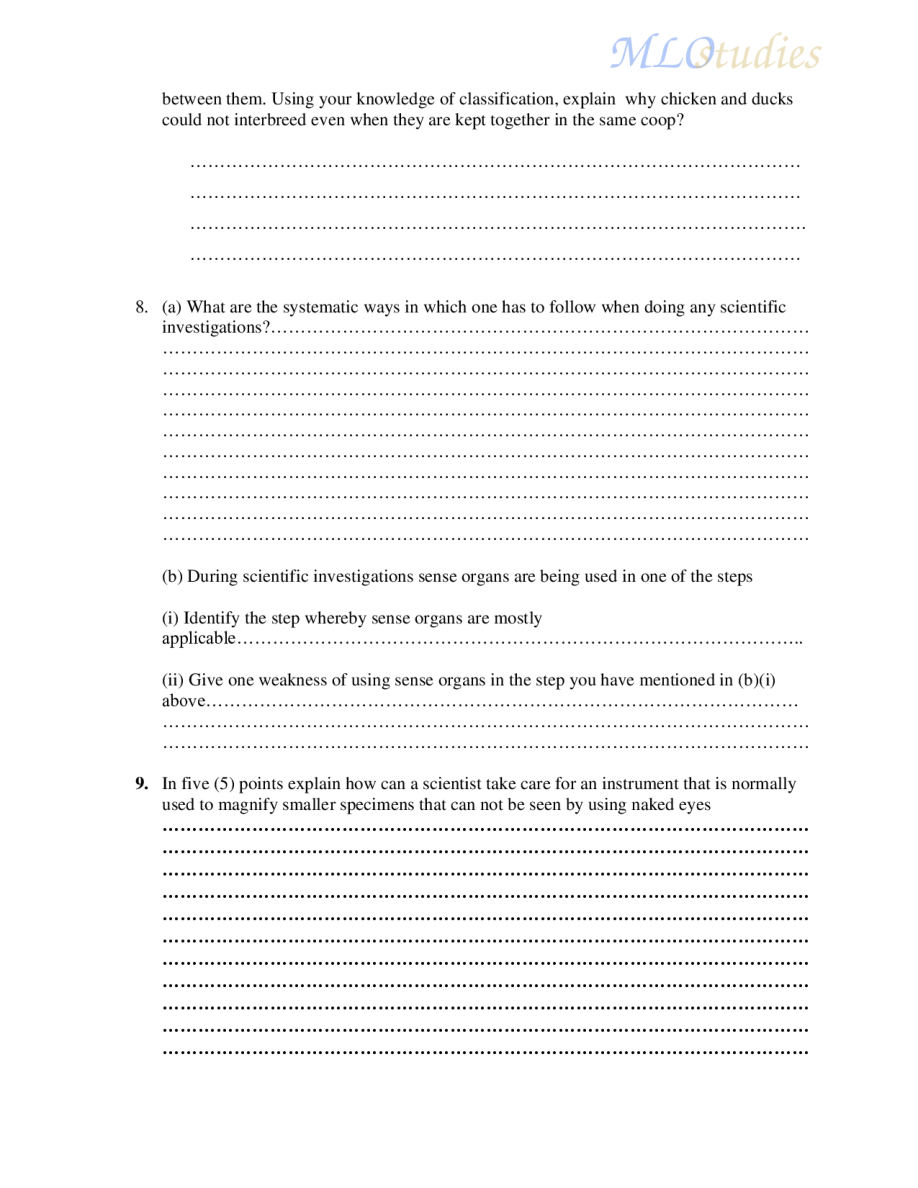 MLOstudies
between them. Using your knowledge of classification, explain  why chicken and ducks
could not interbreed even when they are kept together in the same coop?
……………………………………………………………………………………………
……………………………………………………………………………………………
…………………………………………………………………………………………….
……………………………………………………………………………………………
8. (a) What are the systematic ways in which one has to follow when doing any scientific
investigations?………………………………………………………………………………
………………………………………………………………………………………………
………………………………………………………………………………………………
………………………………………………………………………………………………
………………………………………………………………………………………………
………………………………………………………………………………………………
………………………………………………………………………………………………
………………………………………………………………………………………………
………………………………………………………………………………………………
………………………………………………………………………………………………
………………………………………………………………………………………………
(b) During scientific investigations sense organs are being used in one of the steps
(i) Identify the step whereby sense organs are mostly
applicable…………………………………………………………………………………..
(ii) Give one weakness of using sense organs in the step you have mentioned in (b)(i)
above………………………………………………………………………………………
………………………………………………………………………………………………
………………………………………………………………………………………………
9. In five (5) points explain how can a scientist take care for an instrument that is normally
used to magnify smaller specimens that can not be seen by using naked eyes
………………………………………………………………………………………………
………………………………………………………………………………………………
………………………………………………………………………………………………
………………………………………………………………………………………………
………………………………………………………………………………………………
………………………………………………………………………………………………
………………………………………………………………………………………………
………………………………………………………………………………………………
………………………………………………………………………………………………
………………………………………………………………………………………………
………………………………………………………………………………………………